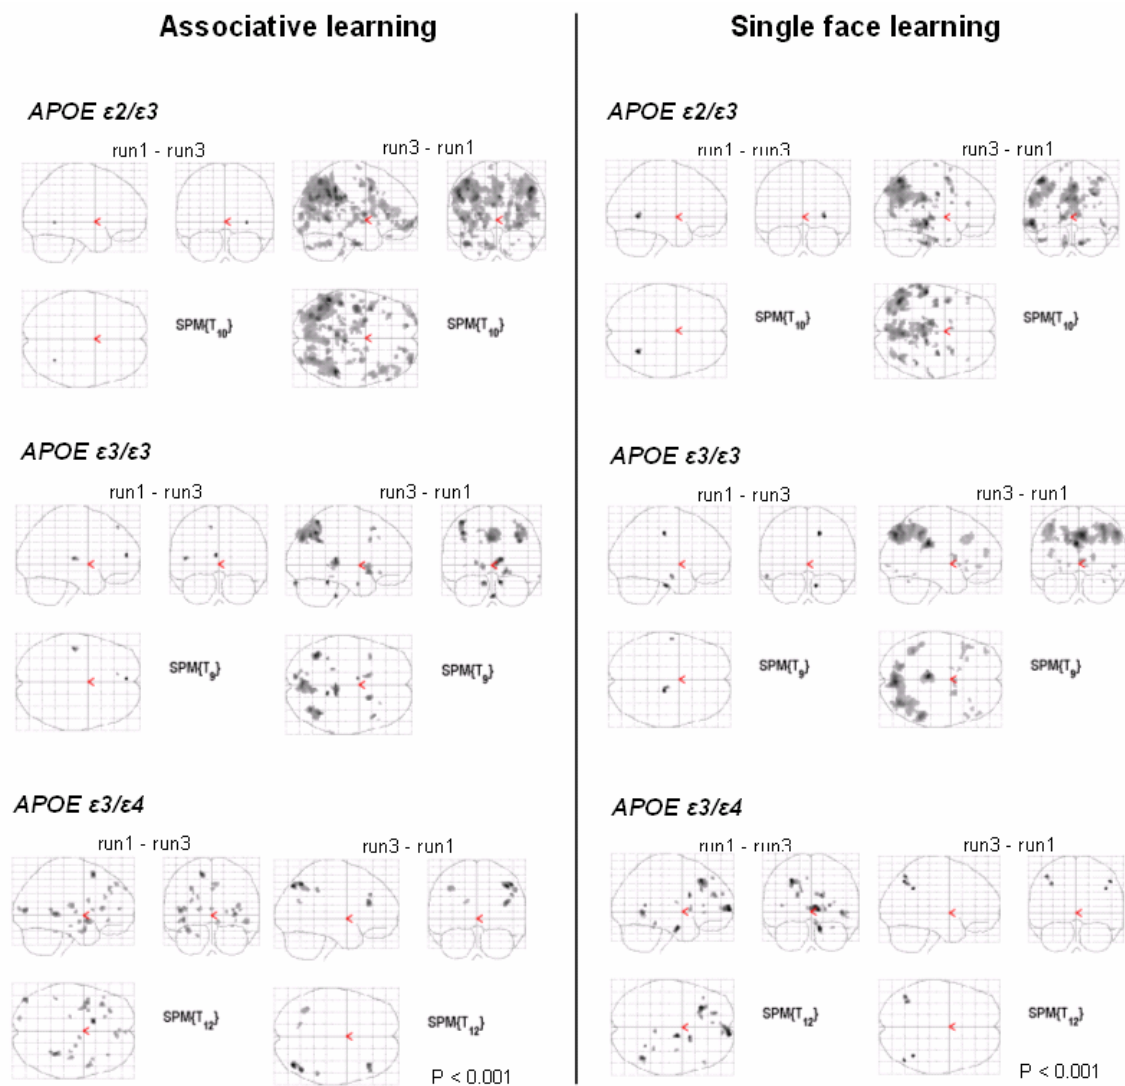 Associative learning
Single face learning
APOE ε2/ε3
run1 - run3
run3 - run1
SPM{T10}
SPM{T10}
APOE ε2/ε3
run1 - run3
run3 - run1
SPM{T10}
SPM{T10}
APOE ε3/ε3
run1 - run3
run3 - run1
SPM{T9}
SPM{T9}
APOE ε3/ε3
run1 - run3
run3 - run1
SPM{T9}
SPM{T9}
APOE ε3/ε4
run1 - run3
run3 - run1
SPM{T12}
SPM{T12}
P < 0.001
APOE ε3/ε4
run1 - run3
run3 - run1
SPM{T12}
SPM{T12}
P < 0.001